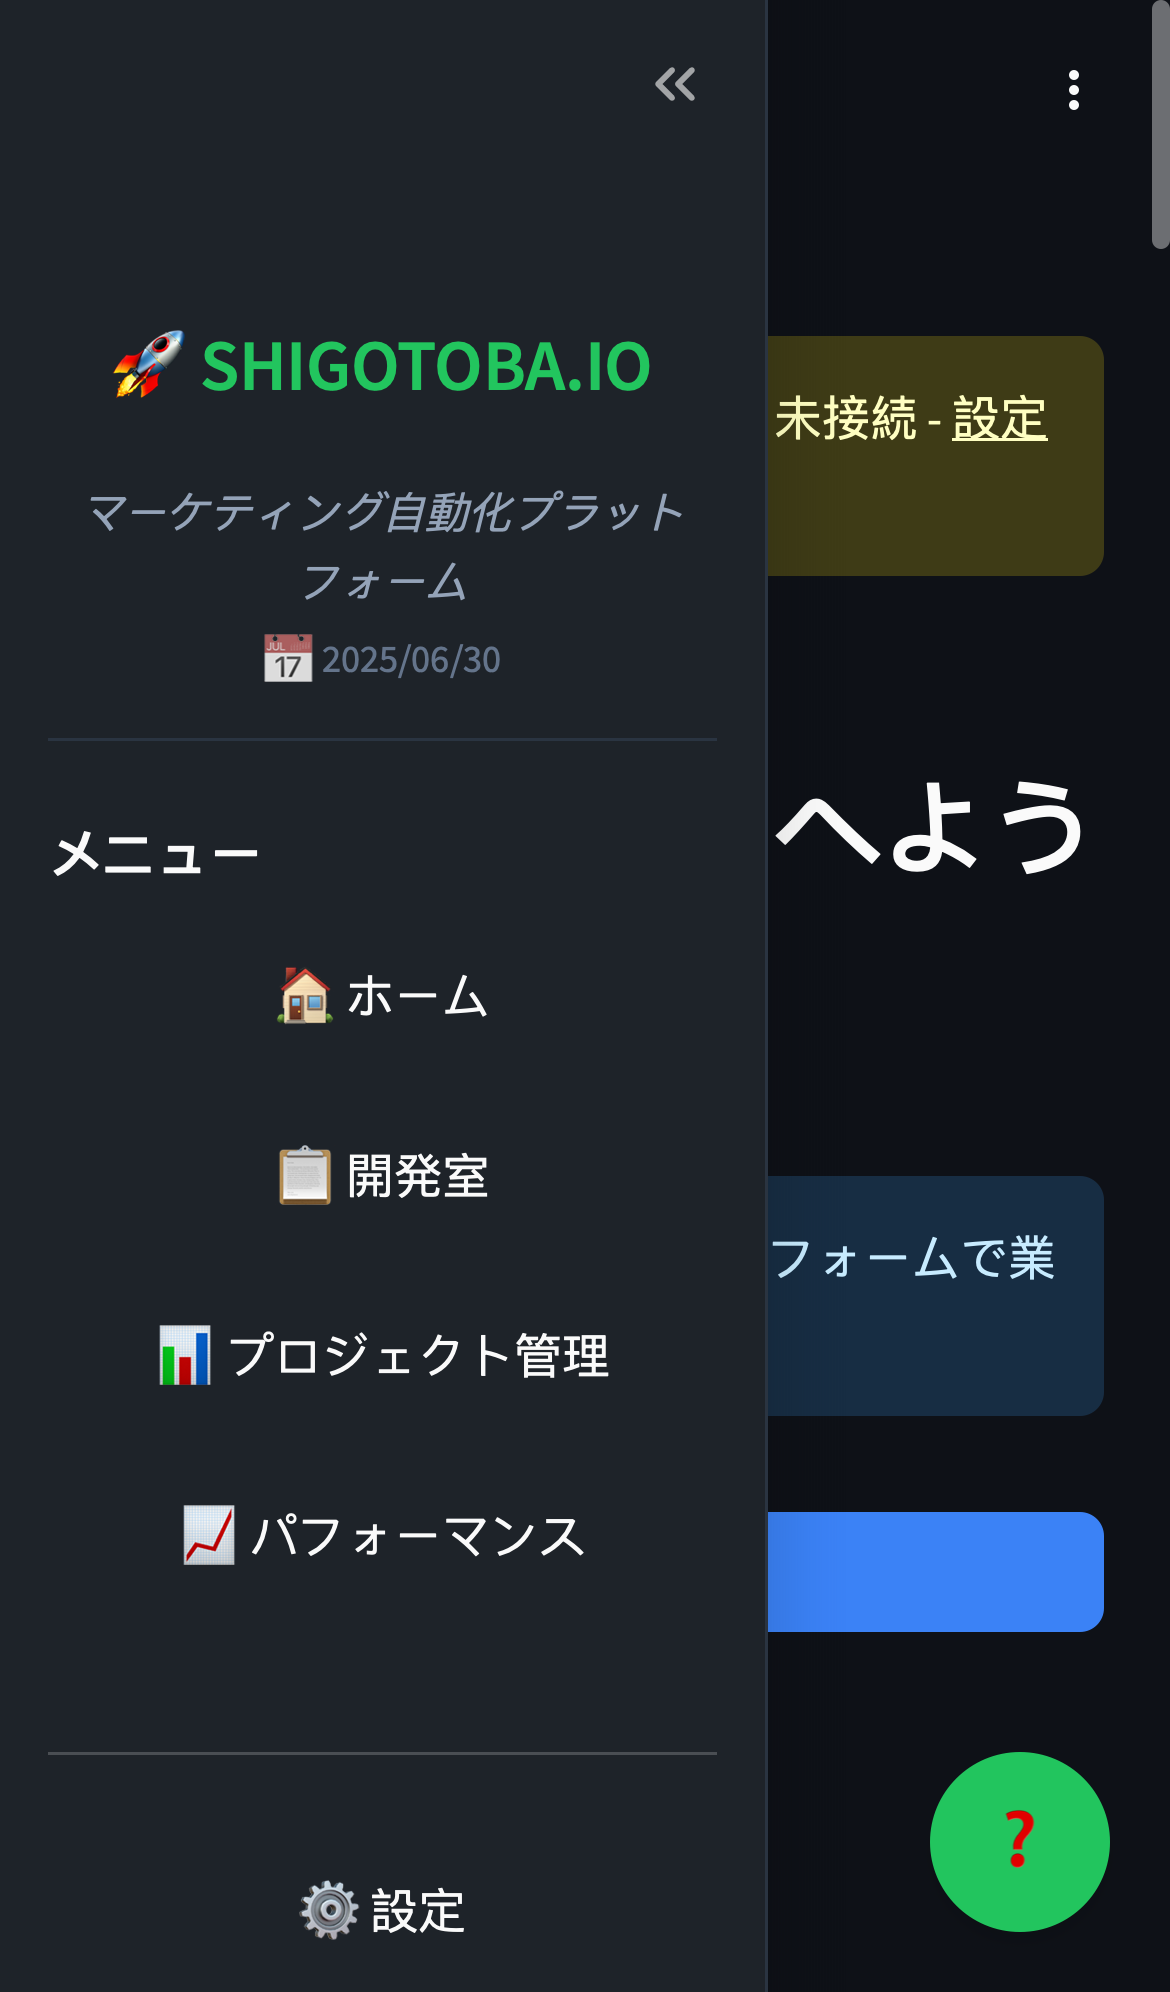 SHIGOTOBA.IO
マーケティング自動化プラット
フォーム
2025/06/30
未接続 - 設定
メニュー
へよう
ホーム
開発室
フォームで業
プロジェクト管理
パフォーマンス
?
設定